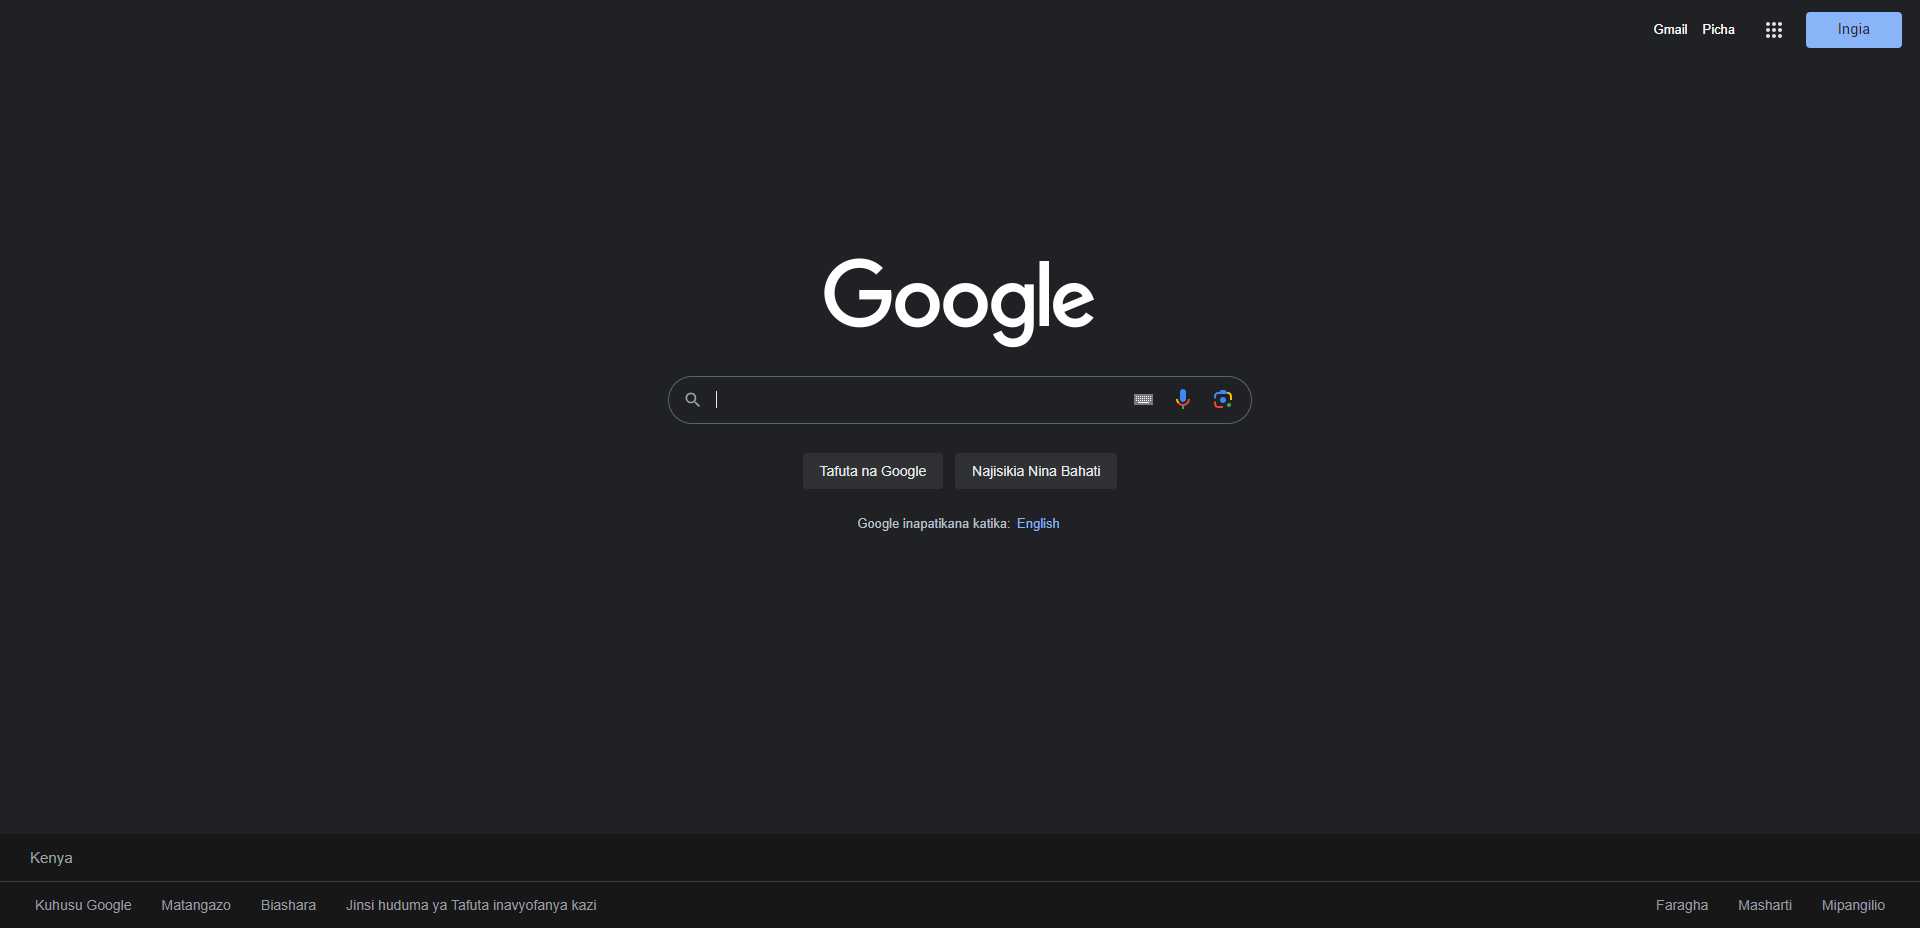 Gmail Picha Ingia
Google
Tafuta na Google Najisikia Nina Bahati
Google inapatikana katika: English
Kenya
Kuhusu Google Matangazo Biashara Jinsi huduma ya Tafuta inavyofanya kazi Faragha Masharti Mipangilio